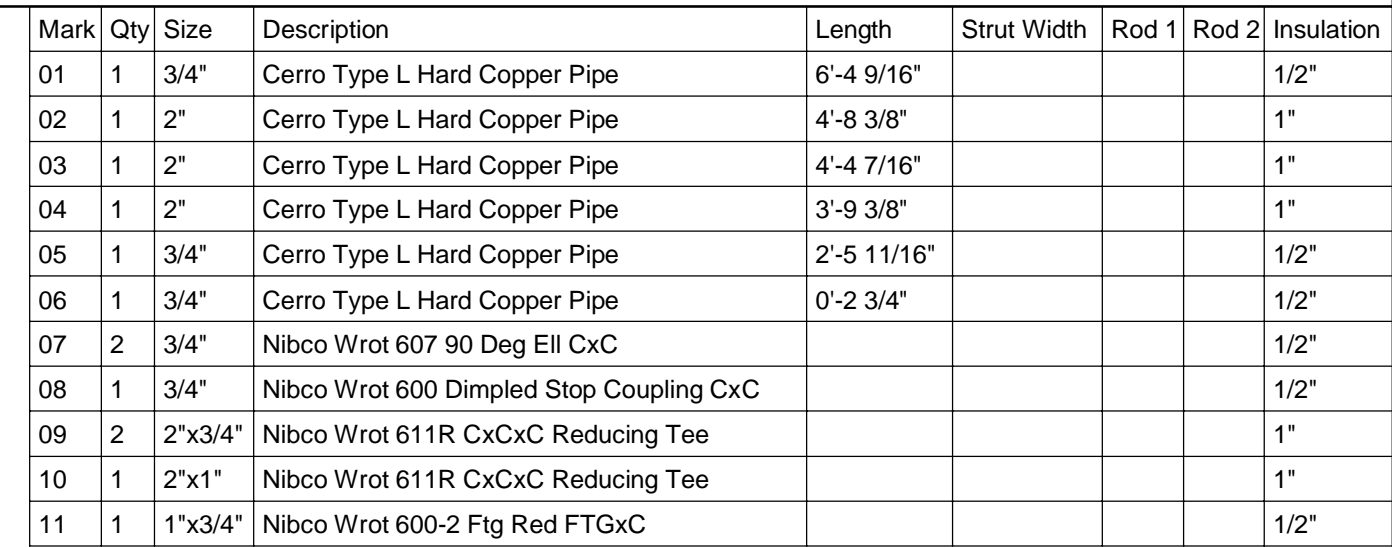 Mark Qty Size Description Length Strut Width Rod 1 Rod 2 Insulation
01 1 3/4" Cerro Type L Hard Copper Pipe 6'-4 9/16" 1/2"
02 1 2" Cerro Type L Hard Copper Pipe 4'-8 3/8" 1"
03 1 2" Cerro Type L Hard Copper Pipe 4'-4 7/16" 1"
04 1 2" Cerro Type L Hard Copper Pipe 3'-9 3/8" 1"
05 1 3/4" Cerro Type L Hard Copper Pipe 2'-5 11/16" 1/2"
06 1 3/4" Cerro Type L Hard Copper Pipe 0'-2 3/4" 1/2"
07 2 3/4" Nibco Wrot 607 90 Deg Ell CxC 1/2"
08 1 3/4" Nibco Wrot 600 Dimpled Stop Coupling CxC 1/2"
09 2 2"x3/4" Nibco Wrot 611R CxCxC Reducing Tee 1"
10 1 2"x1" Nibco Wrot 611R CxCxC Reducing Tee 1"
11 1 1"x3/4" Nibco Wrot 600-2 Ftg Red FTGxC 1/2"